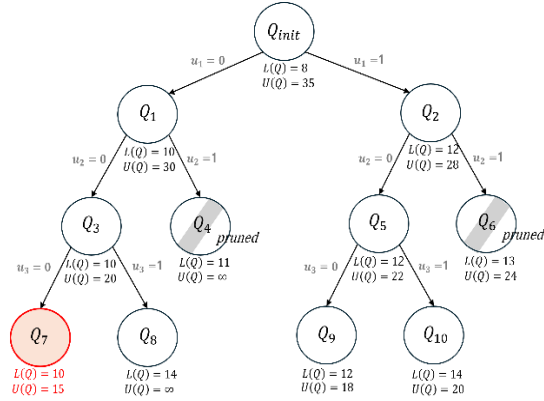 Q_init
u_1 = 0
u_1 = 1
L(Q) = 8
U(Q) = 35
Q_1
Q_2
L(Q) = 10
U(Q) = 30
L(Q) = 12
U(Q) = 28
u_2 = 0
u_2 = 1
u_2 = 0
u_2 = 1
Q_3
Q_4
pruned
Q_5
Q_6
pruned
L(Q) = 10
U(Q) = 20
L(Q) = 11
U(Q) = ∞
L(Q) = 12
U(Q) = 22
L(Q) = 13
U(Q) = 24
u_3 = 0
u_3 = 1
u_3 = 0
u_3 = 1
Q_7
Q_8
Q_9
Q_10
L(Q) = 10
U(Q) = 15
L(Q) = 14
U(Q) = ∞
L(Q) = 12
U(Q) = 18
L(Q) = 14
U(Q) = 20